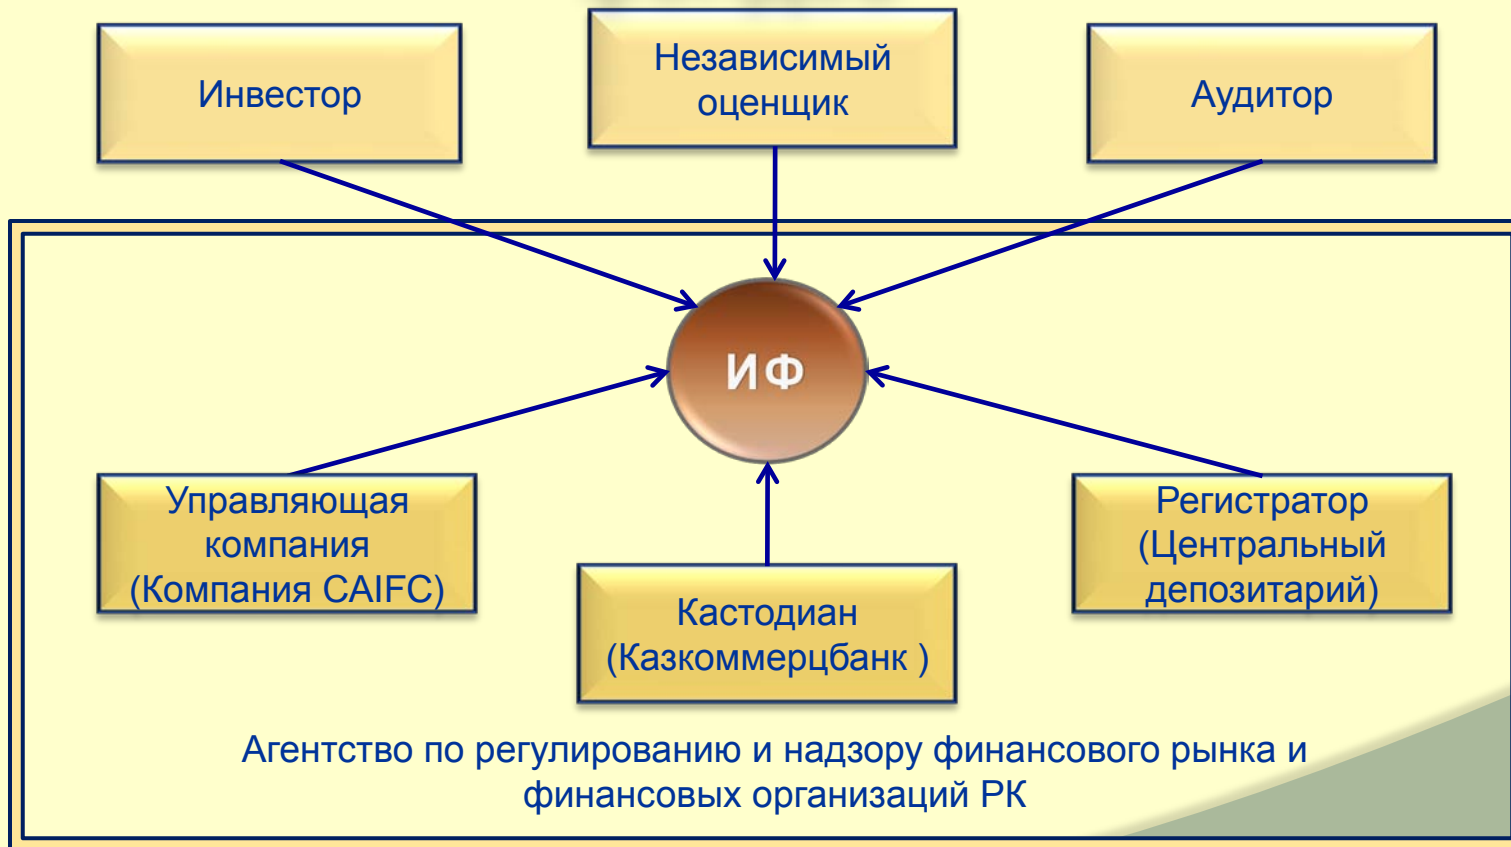 Инвестор
Независимый
оценщик
Аудитор
ИФ
Управляющая
компания
(Компания CAIFC)
Кастодиан
(Казкоммерцбанк )
Регистратор
(Центральный
депозитарий)
Агентство по регулированию и надзору финансового рынка и
финансовых организаций РК